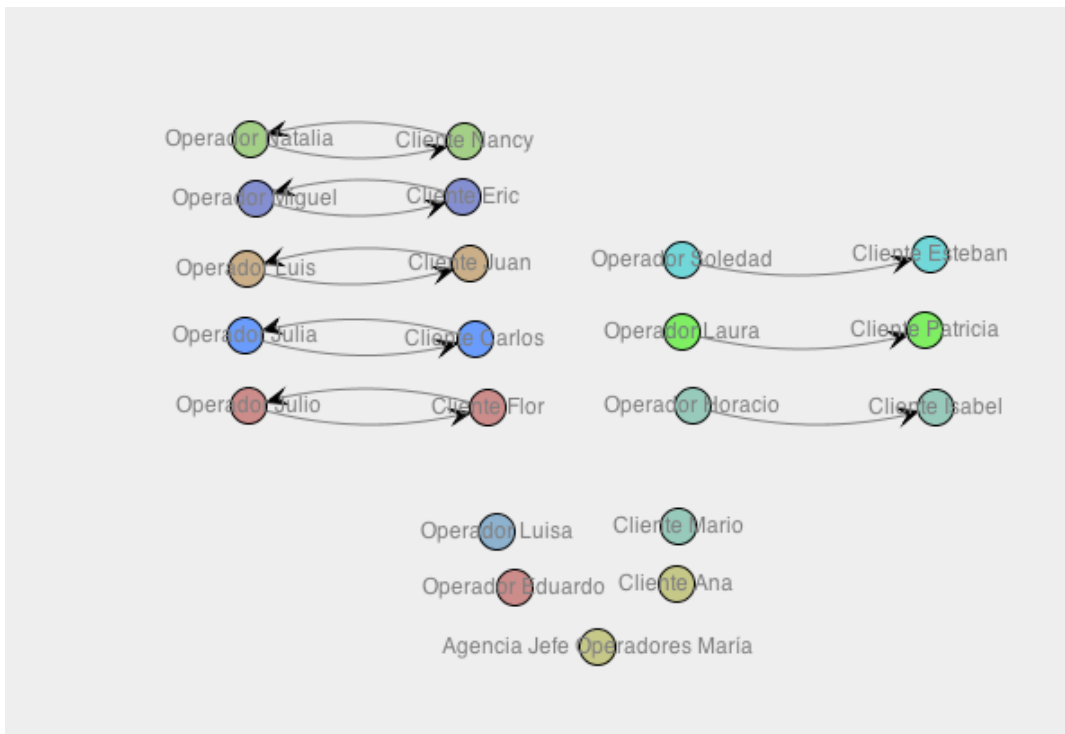 Operador Natalia
Cliente Nancy
Operador Miguel
Cliente Eric
Operador Luis
Cliente Juan
Operador Julia
Cliente Carlos
Operador Julio
Cliente Flor
Operador Soledad
Cliente Esteban
Operador Laura
Cliente Patricia
Operador Horacio
Cliente Isabel
Operador Luisa
Cliente Mario
Operador Eduardo
Cliente Ana
Agencia Jefe Operadores María